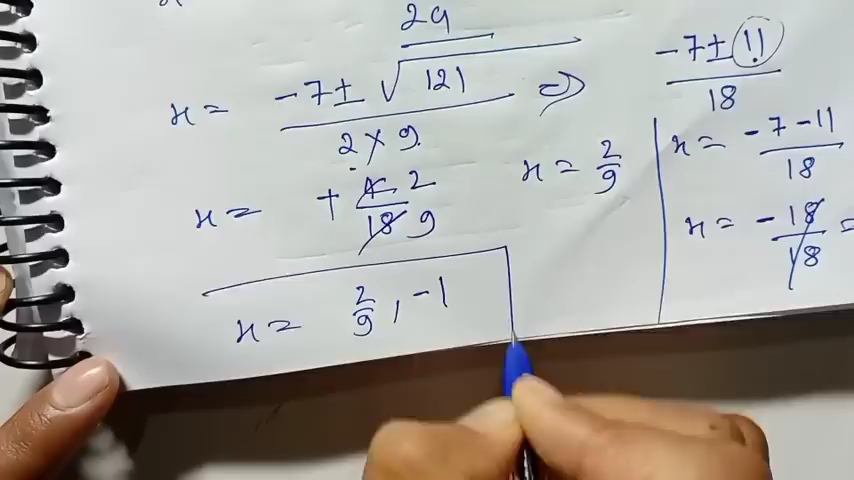 2a
x = -7 ± √121 / 2 × 9 ⇒ -7 ± 11 / 18
x = + 4 2 / 18 9
x = 2/9
x = -7 - 11 / 18
x = -18 / 18 =
x = 2/9, -1